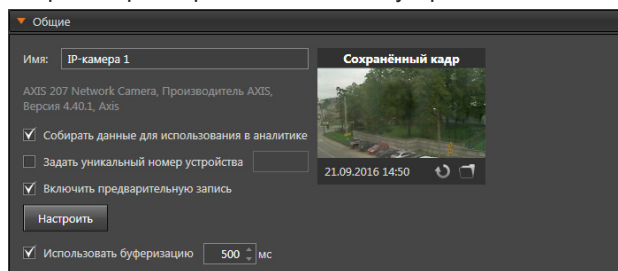 Общие
Имя: IP-камера 1
AXIS 207 Network Camera, Производитель AXIS,
Версия 4.40.1, Axis
Собирать данные для использования в аналитике
Задать уникальный номер устройства
Включить предварительную запись
Настроить
Использовать буферизацию 500 мс
Сохранённый кадр
21.09.2016 14:50